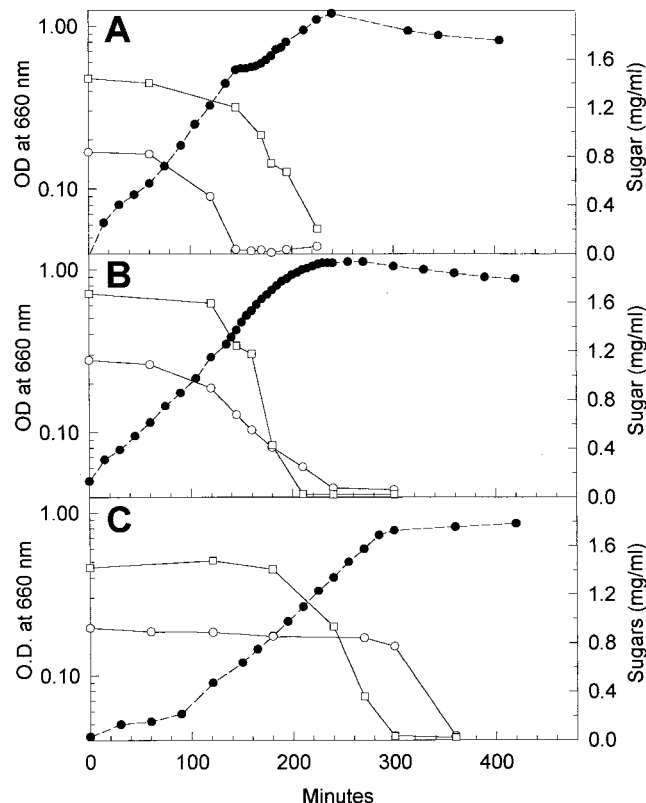 A
OD at 660 nm
1.00
0.10
Sugar (mg/ml)
1.6
1.2
0.8
0.4
0.0
B
OD at 660 nm
1.00
0.10
Sugar (mg/ml)
1.6
1.2
0.8
0.4
0.0
C
O.D. at 660 nm
1.00
0.10
Sugars (mg/ml)
1.6
1.2
0.8
0.4
0.0
0 100 200 300 400
Minutes